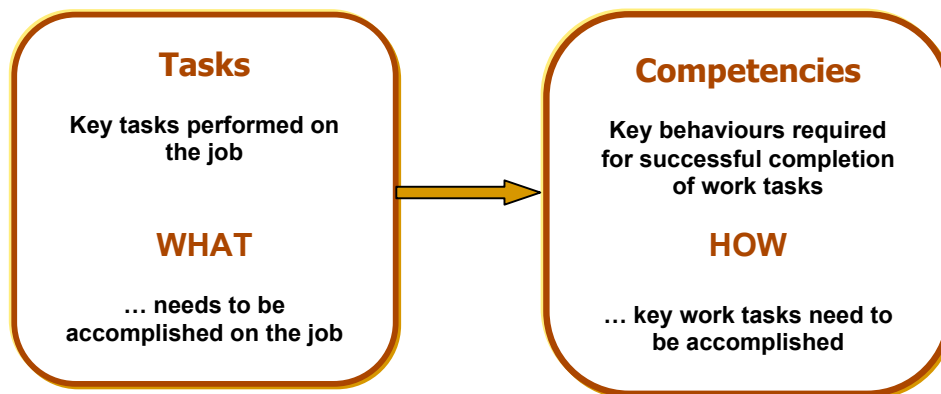 Tasks
Key tasks performed on
the job
WHAT
… needs to be
accomplished on the job
Competencies
Key behaviours required
for successful completion
of work tasks
HOW
… key work tasks need to
be accomplished